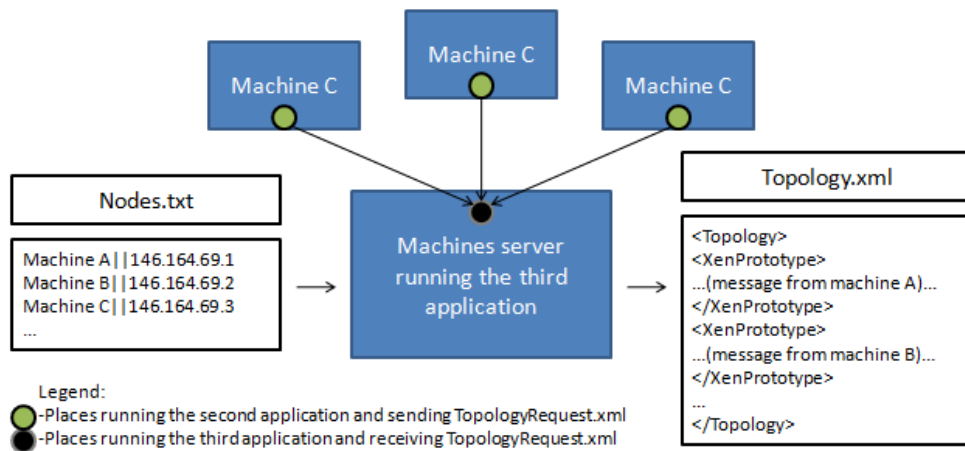 Machine C
Machine C
Machine C
Nodes.txt
Machine A||146.164.69.1
Machine B||146.164.69.2
Machine C||146.164.69.3
...
Machines server
running the third
application
Topology.xml
<Topology>
<XenPrototype>
...(message from machine A)...
</XenPrototype>
<XenPrototype>
...(message from machine B)...
</XenPrototype>
...
</Topology>
Legend:
-Places running the second application and sending TopologyRequest.xml
-Places running the third application and receiving TopologyRequest.xml